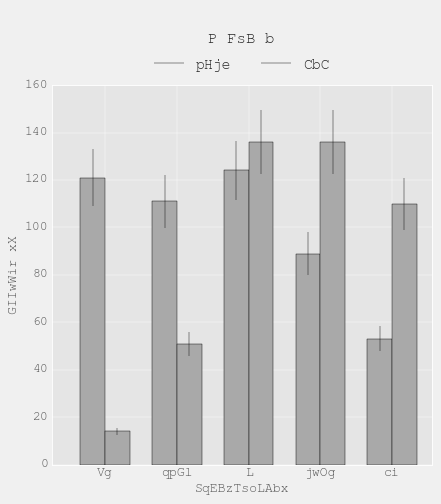 P FsB b
pHje CbC
GIIwWir xX
160
140
120
100
80
60
40
20
0
Vg qpGl L jwOg ci
SqEBzTsoLAbx